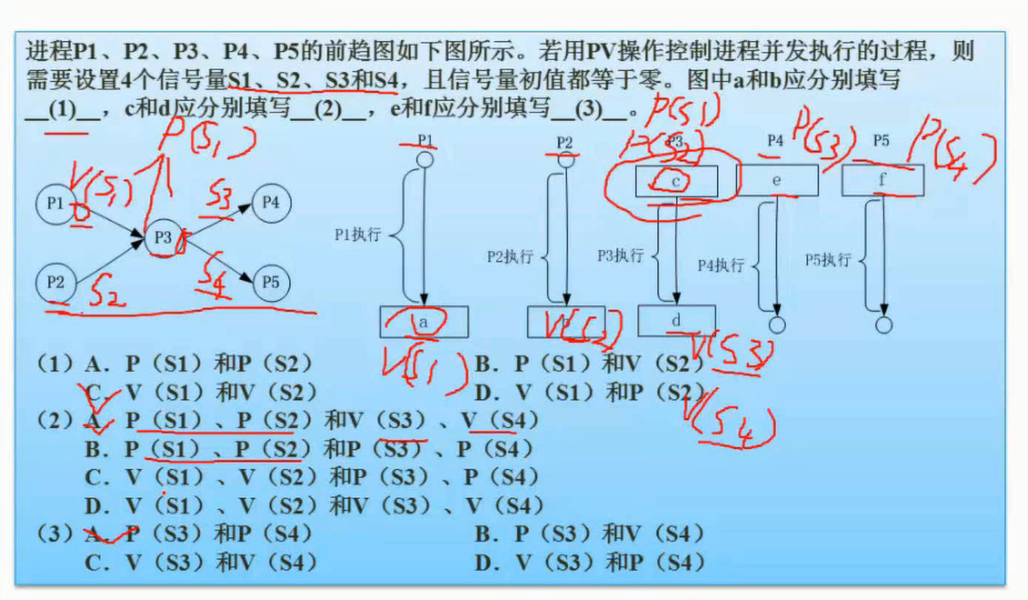 进程P1、P2、P3、P4、P5的前趋图如下图所示。若用PV操作控制进程并发执行的过程，则
需要设置4个信号量S1、S2、S3和S4，且信号量初值都等于零。图中a和b应分别填写
__(1)__，c和d应分别填写__(2)__，e和f应分别填写__(3)__。
P(S1)
P(S1) P1 P2 P(S2) P3 P4 P(S3) P5 P(S4)
V(S1) S3
c e f
P1 P4
P3
P1执行 P2执行 P3执行 P4执行 P5执行
S4
P2 S2 P5
a V(S2) d
V(S1) V(S3)
V(S4)
（1）A．P（S1）和P（S2） B．P（S1）和V（S2）
C．V（S1）和V（S2） D．V（S1）和P（S2）
（2）A．P（S1）、P（S2）和V（S3）、V（S4）
B．P（S1）、P（S2）和P（S3）、P（S4）
C．V（S1）、V（S2）和P（S3）、P（S4）
D．V（S1）、V（S2）和V（S3）、V（S4）
（3）A．P（S3）和P（S4） B．P（S3）和V（S4）
C．V（S3）和V（S4） D．V（S3）和P（S4）